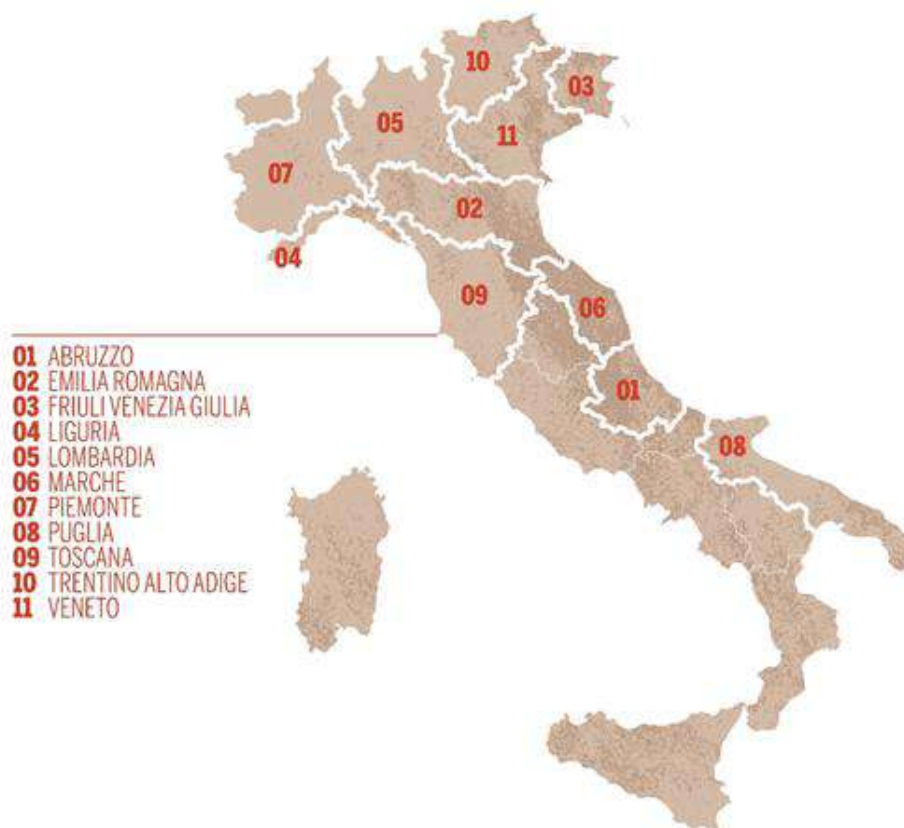 10
03
05
11
07
02
04
09
06
01
08
01 ABRUZZO
02 EMILIA ROMAGNA
03 FRIULI VENEZIA GIULIA
04 LIGURIA
05 LOMBARDIA
06 MARCHE
07 PIEMONTE
08 PUGLIA
09 TOSCANA
10 TRENTINO ALTO ADIGE
11 VENETO